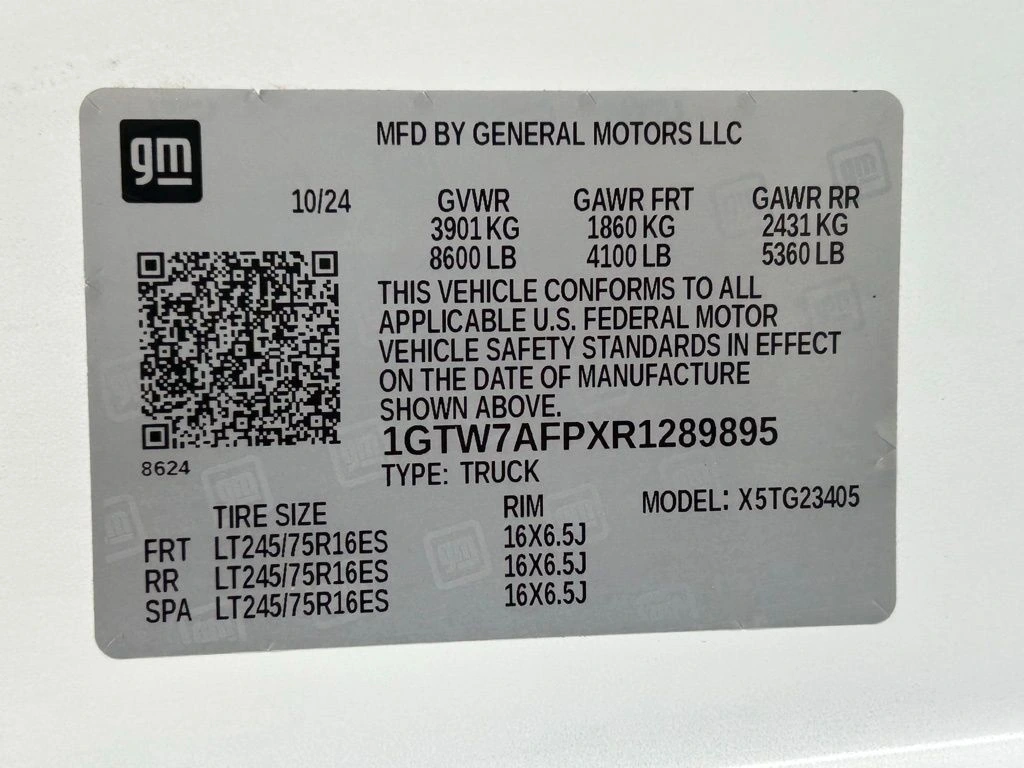 gm
MFD BY GENERAL MOTORS LLC
10/24 GVWR GAWR FRT GAWR RR
3901 KG 1860 KG 2431 KG
8600 LB 4100 LB 5360 LB
THIS VEHICLE CONFORMS TO ALL
APPLICABLE U.S. FEDERAL MOTOR
VEHICLE SAFETY STANDARDS IN EFFECT
ON THE DATE OF MANUFACTURE
SHOWN ABOVE.
1GTW7AFPXR1289895
8624
TYPE: TRUCK
TIRE SIZE RIM MODEL: X5TG23405
FRT LT245/75R16ES 16X6.5J
RR LT245/75R16ES 16X6.5J
SPA LT245/75R16ES 16X6.5J